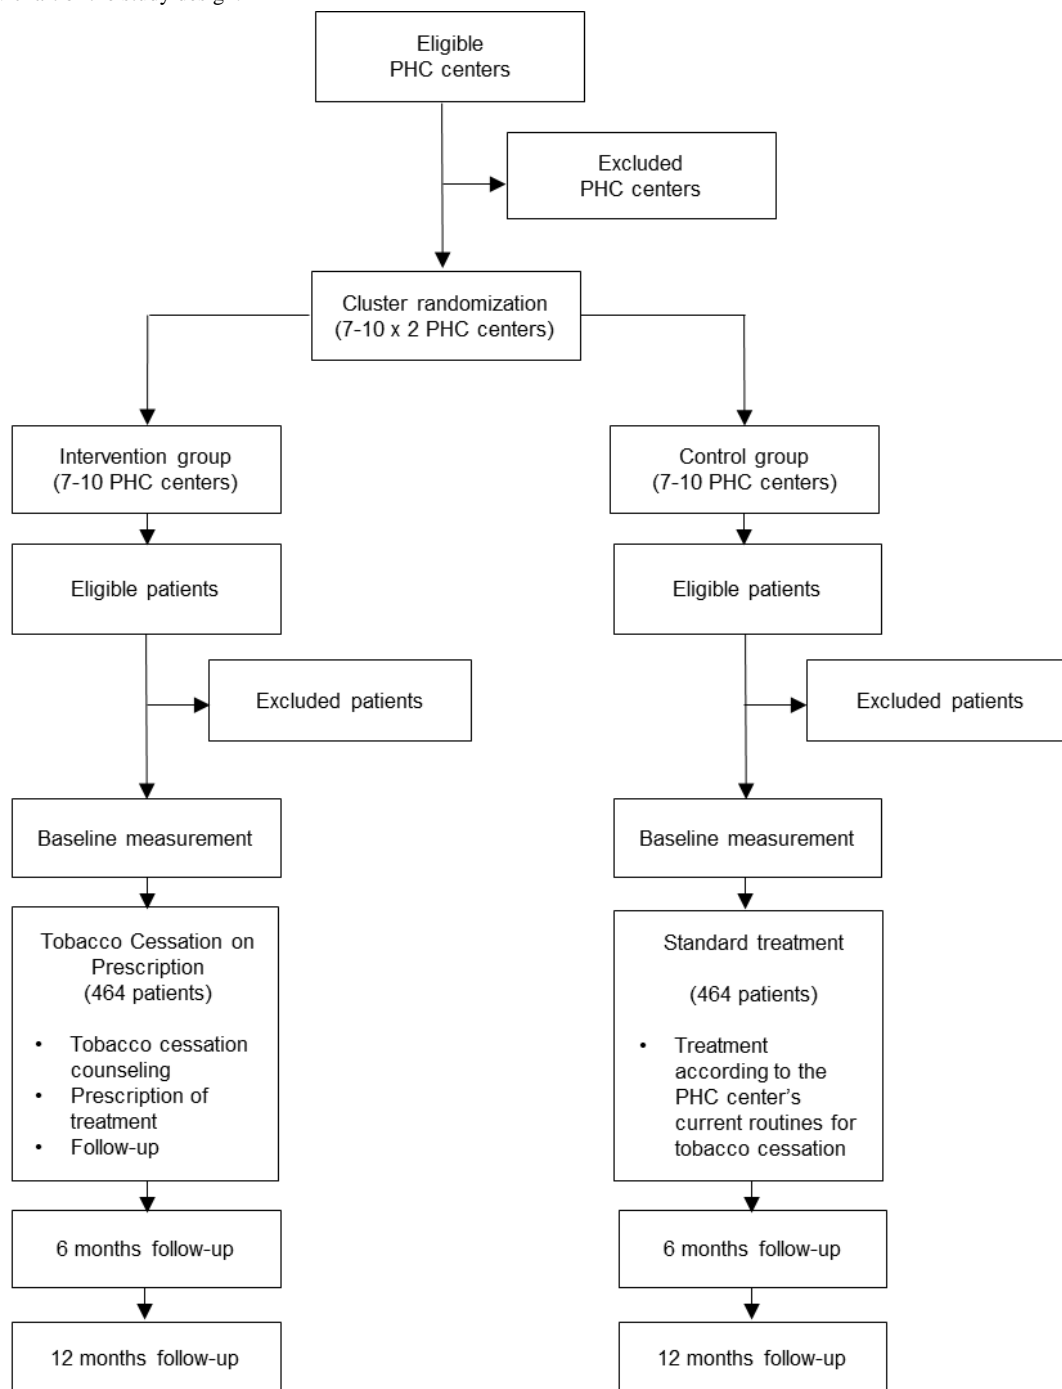 Eligible
PHC centers
Excluded
PHC centers
Cluster randomization
(7-10 x 2 PHC centers)
Intervention group
(7-10 PHC centers)
Control group
(7-10 PHC centers)
Eligible patients
Eligible patients
Excluded patients
Excluded patients
Baseline measurement
Baseline measurement
Tobacco Cessation on
Prescription
(464 patients)
• Tobacco cessation
counseling
• Prescription of
treatment
• Follow-up
Standard treatment
(464 patients)
• Treatment
according to the
PHC center's
current routines for
tobacco cessation
6 months follow-up
6 months follow-up
12 months follow-up
12 months follow-up